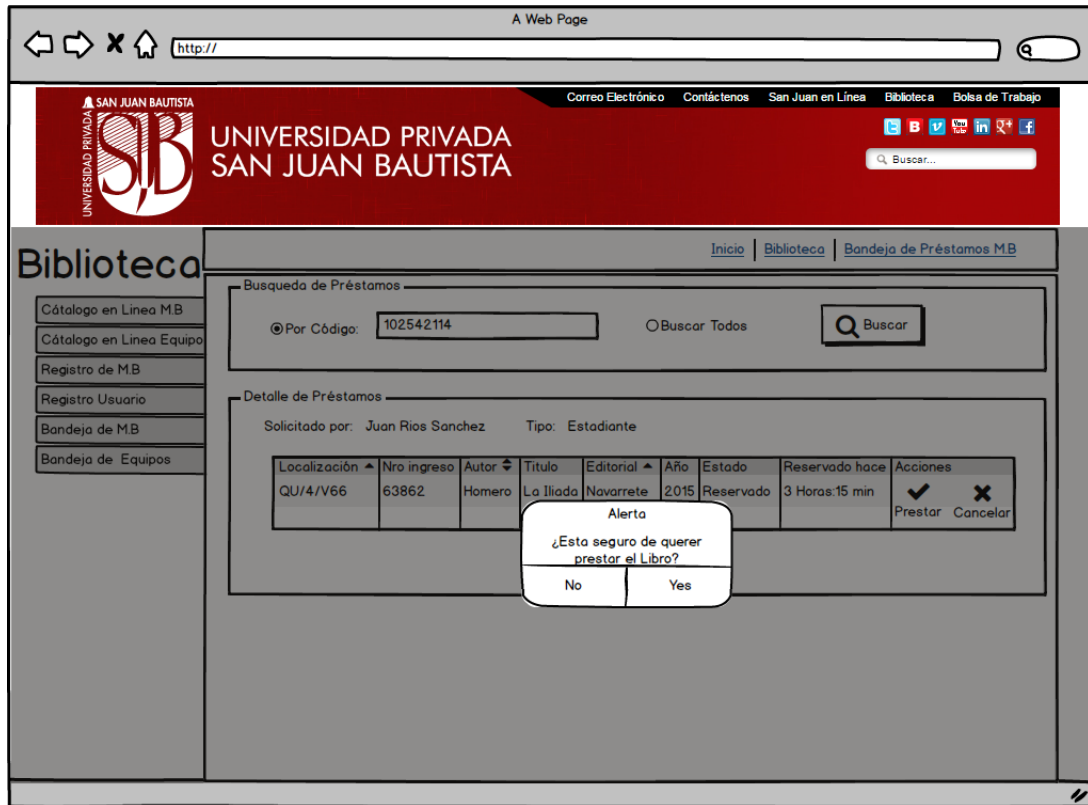 A Web Page
http://
Correo Electrónico Contáctenos San Juan en Línea Biblioteca Bolsa de Trabajo
SAN JUAN BAUTISTA
UNIVERSIDAD PRIVADA
SJB
UNIVERSIDAD PRIVADA
SAN JUAN BAUTISTA
You Tube
Buscar...
Biblioteca
Inicio Biblioteca Bandeja de Préstamos M.B
Cátalogo en Linea M.B
Cátalogo en Linea Equipo
Registro de M.B
Registro Usuario
Bandeja de M.B
Bandeja de Equipos
Busqueda de Préstamos
Por Código: 102542114 Buscar Todos Buscar
Detalle de Préstamos
Solicitado por: Juan Rios Sanchez Tipo: Estadiante
Localización Nro ingreso Autor Titulo Editorial Año Estado Reservado hace Acciones
QU/4/V66 63862 Homero La Iliada Navarrete 2015 Reservado 3 Horas:15 min
Prestar Cancelar
Alerta
¿Esta seguro de querer
prestar el Libro?
No Yes